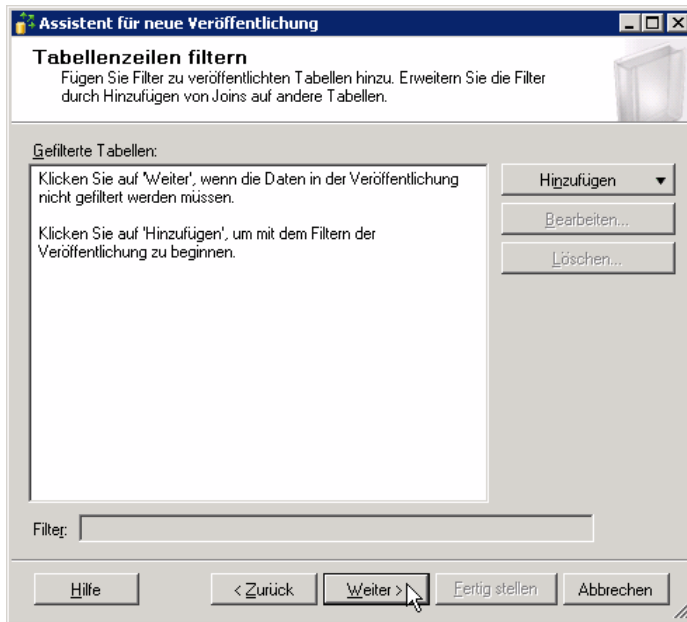 Assistent für neue Veröffentlichung
Tabellenzeilen filtern
Fügen Sie Filter zu veröffentlichten Tabellen hinzu. Erweitern Sie die Filter
durch Hinzufügen von Joins auf andere Tabellen.
Gefilterte Tabellen:
Klicken Sie auf 'Weiter', wenn die Daten in der Veröffentlichung
nicht gefiltert werden müssen.
Klicken Sie auf 'Hinzufügen', um mit dem Filtern der
Veröffentlichung zu beginnen.
Hinzufügen
Bearbeiten...
Löschen...
Filter:
Hilfe
< Zurück
Weiter >
Fertig stellen
Abbrechen